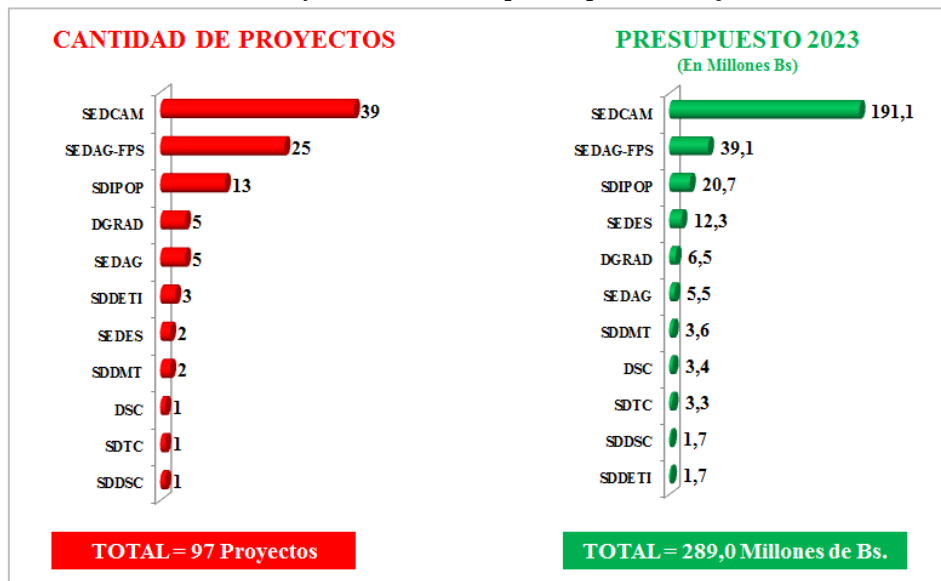 CANTIDAD DE PROYECTOS
SEDCAM 39
SEDAG-FPS 25
SDIPOP 13
DGRAD 5
SEDAG 5
SDDETI 3
SEDES 2
SDDMT 2
DSC 1
SDTC 1
SDDSC 1
TOTAL = 97 Proyectos
PRESUPUESTO 2023
(En Millones Bs)
SEDCAM 191,1
SEDAG-FPS 39,1
SDIPOP 20,7
SEDES 12,3
DGRAD 6,5
SEDAG 5,5
SDDMT 3,6
DSC 3,4
SDTC 3,3
SDDSC 1,7
SDDETI 1,7
TOTAL = 289,0 Millones de Bs.